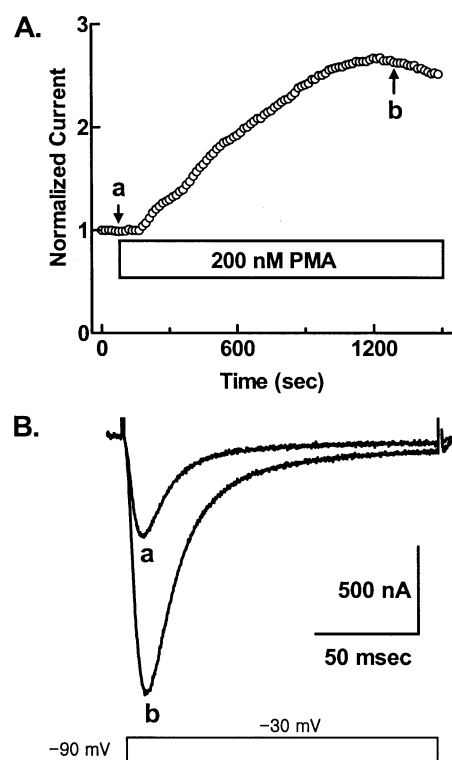 A.
3
2
1
0
Normalized Current
a
b
200 nM PMA
0 600 1200
Time (sec)
B.
a
b
500 nA
50 msec
−30 mV
−90 mV